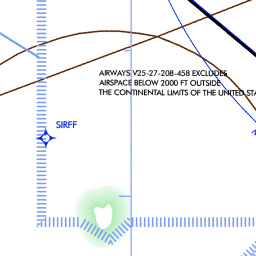 AIRWAYS V25-27-208-458 EXCLUDES
AIRSPACE BELOW 2000 FT OUTSIDE
THE CONTINENTAL LIMITS OF THE UNITED STA
SIRFF